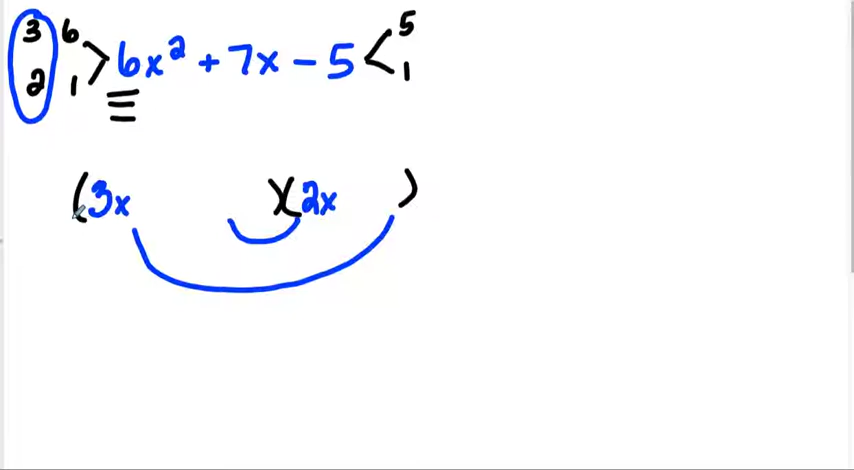 3 6 > 6x² + 7x − 5 < 5
2 1 1
(3x )(2x )